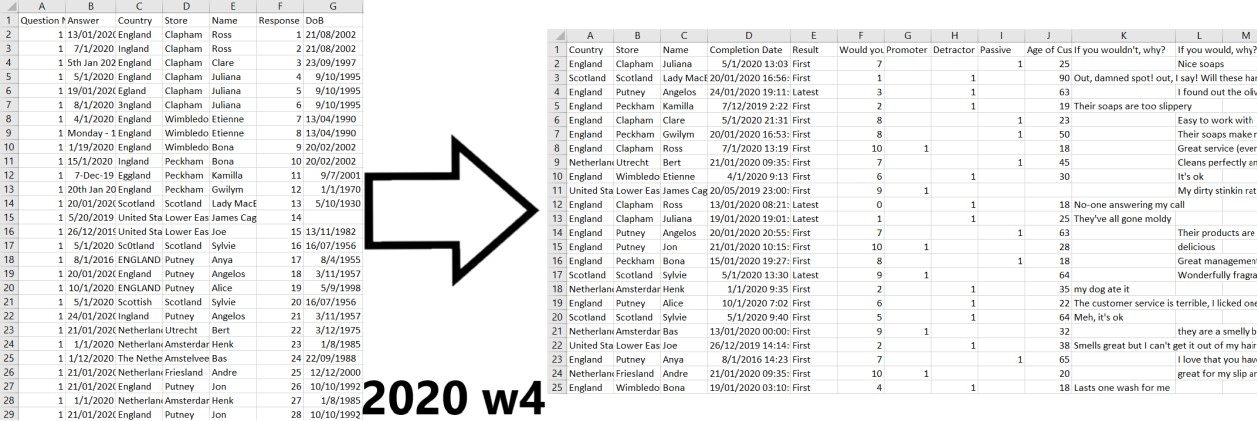 A B C D E F G
1 Question N Answer Country Store Name Response DoB
2 1 13/01/2020 England Clapham Ross 1 21/08/2002
3 1 7/1/2020 Ingland Clapham Ross 2 21/08/2002
4 1 5th Jan 202 England Clapham Clare 3 23/09/1997
5 1 5/1/2020 England Clapham Juliana 4 9/10/1995
6 1 19/01/2020 Egland Clapham Juliana 5 9/10/1995
7 1 8/1/2020 3ngland Clapham Juliana 6 9/10/1995
8 1 4/1/2020 England Wimbledo Etienne 7 13/04/1990
9 1 Monday - 1 England Wimbledo Etienne 8 13/04/1990
10 1 1/19/2020 England Wimbledo Bona 9 20/02/2002
11 1 15/1/2020 Ingland Peckham Bona 10 20/02/2002
12 1 7-Dec-19 Eggland Peckham Kamilla 11 9/7/2001
13 1 20th Jan 20 England Peckham Gwilym 12 1/1/1970
14 1 20/01/2020 Scotland Scotland Lady MacE 13 5/10/1930
15 1 5/20/2019 United Sta Lower Eas James Cag 14
16 1 26/12/2019 United Sta Lower Eas Joe 15 13/11/1982
17 1 5/1/2020 Sc0tland Scotland Sylvie 16 16/07/1956
18 1 8/1/2016 ENGLAND Putney Anya 17 8/4/1955
19 1 20/01/2020 England Putney Angelos 18 3/11/1957
20 1 10/1/2020 ENGLAND Putney Alice 19 5/9/1998
21 1 5/1/2020 Scottish Scotland Sylvie 20 16/07/1956
22 1 24/01/2020 Ingland Putney Angelos 21 3/11/1957
23 1 21/01/2020 Netherland Utrecht Bert 22 3/12/1975
24 1 1/1/2020 Netherland Amsterdar Henk 23 1/8/1985
25 1 1/12/2020 The Nethe Amstelvee Bas 24 22/09/1988
26 1 21/01/2020 Netherland Friesland Andre 25 12/12/2000
27 1 21/01/2020 England Putney Jon 26 10/10/1992
28 1 1/1/2020 Netherland Amsterdar Henk 27 1/8/1985
29 1 21/01/2020 England Putney Jon 28 10/10/1992
2020 w4
A B C D E F G H I J K L M
1 Country Store Name Completion Date Result Would you Promoter Detractor Passive Age of Cus If you wouldn't, why? If you would, why?
2 England Clapham Juliana 5/1/2020 13:03 First 7 1 25 Nice soaps
3 Scotland Scotland Lady MacE 20/01/2020 16:56: First 1 1 90 Out, damned spot! out, I say! Will these har
4 England Putney Angelos 24/01/2020 19:11: Latest 3 1 63 I found out the oliv
5 England Peckham Kamilla 7/12/2019 2:22 First 2 1 19 Their soaps are too slippery
6 England Clapham Clare 5/1/2020 21:31 First 8 1 23 Easy to work with
7 England Peckham Gwilym 20/01/2020 16:53: First 8 1 50 Their soaps make r
8 England Clapham Ross 7/1/2020 13:19 First 10 1 18 Great service (ever
9 Netherland Utrecht Bert 21/01/2020 09:35: First 7 1 45 Cleans perfectly an
10 England Wimbledo Etienne 4/1/2020 9:13 First 6 1 30 It's ok
11 United Sta Lower Eas James Cag 20/05/2019 23:00: First 9 1 My dirty stinkin rat
12 England Clapham Ross 13/01/2020 08:21: Latest 0 1 18 No-one answering my call
13 England Clapham Juliana 19/01/2020 19:01: Latest 1 1 25 They've all gone moldy
14 England Putney Angelos 20/01/2020 20:55: First 7 1 63 Their products are
15 England Putney Jon 21/01/2020 10:15: First 10 1 28 delicious
16 England Peckham Bona 15/01/2020 19:27: First 8 1 18 Great management
17 Scotland Scotland Sylvie 5/1/2020 13:30 Latest 9 1 64 Wonderfully fragra
18 Netherland Amsterdar Henk 1/1/2020 9:35 First 2 1 35 my dog ate it
19 England Putney Alice 10/1/2020 7:02 First 6 1 22 The customer service is terrible, I licked one
20 Scotland Scotland Sylvie 5/1/2020 9:40 First 5 1 64 Meh, it's ok
21 Netherland Amsterdar Bas 13/01/2020 00:00: First 9 1 32 they are a smelly b
22 United Sta Lower Eas Joe 26/12/2019 14:14: First 2 1 38 Smells great but I can't get it out of my hair
23 England Putney Anya 8/1/2016 14:23 First 7 1 65 I love that you have
24 Netherland Friesland Andre 21/01/2020 09:35: First 10 1 20 great for my slip an
25 England Wimbledo Bona 19/01/2020 03:10: First 4 1 18 Lasts one wash for me